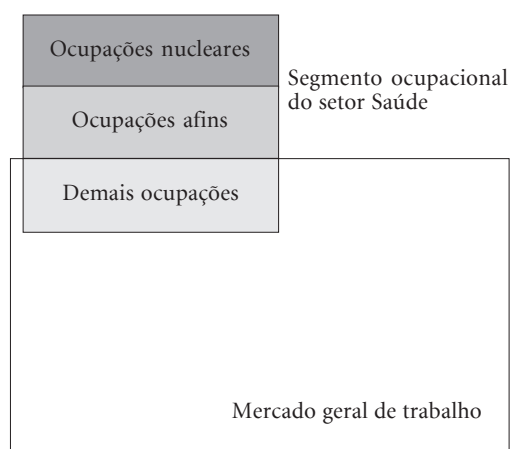 Ocupações nucleares
Segmento ocupacional
do setor Saúde
Ocupações afins
Demais ocupações
Mercado geral de trabalho